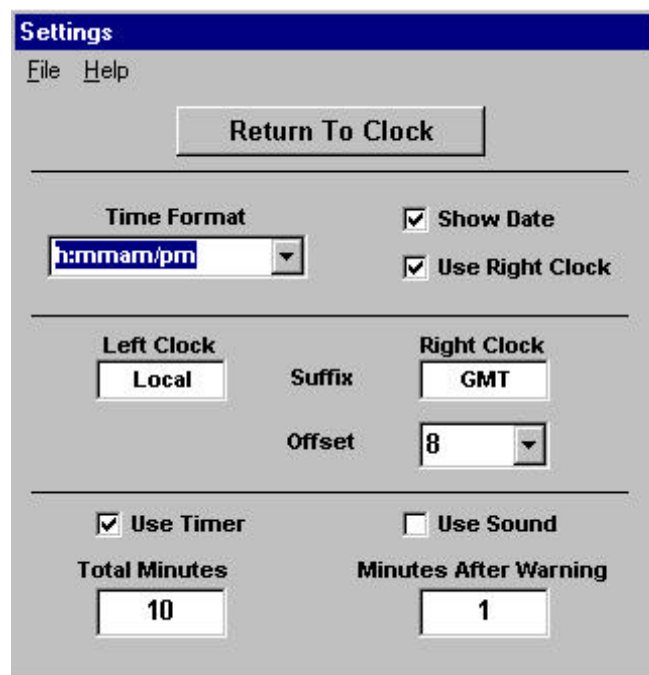 Settings
File Help
Return To Clock
Time Format
h:mmam/pm
Show Date
Use Right Clock
Left Clock Right Clock
Local Suffix GMT
Offset 8
Use Timer Use Sound
Total Minutes Minutes After Warning
10 1